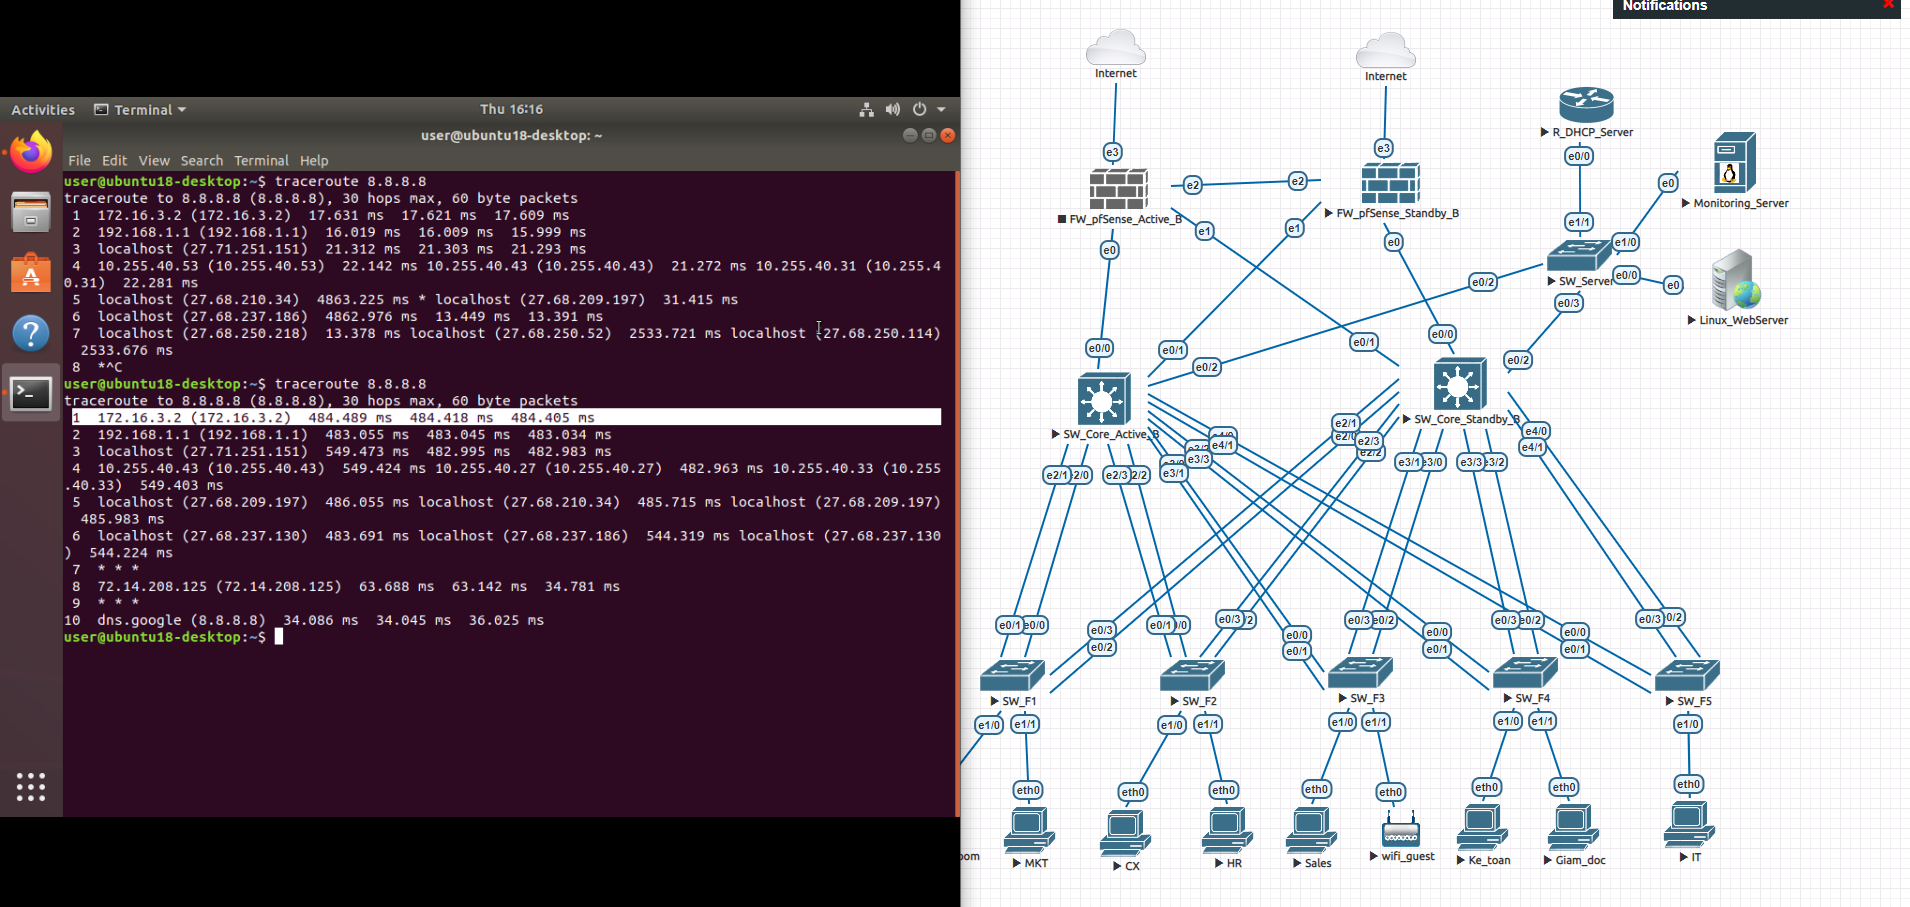 Activities
Terminal
Thu 16:16
user@ubuntu18-desktop: ~
File Edit View Search Terminal Help
user@ubuntu18-desktop:~$ traceroute 8.8.8.8
traceroute to 8.8.8.8 (8.8.8.8), 30 hops max, 60 byte packets
1 172.16.3.2 (172.16.3.2) 17.631 ms 17.621 ms 17.609 ms
2 192.168.1.1 (192.168.1.1) 16.019 ms 16.009 ms 15.999 ms
3 localhost (27.71.251.151) 21.312 ms 21.303 ms 21.293 ms
4 10.255.40.53 (10.255.40.53) 22.142 ms 10.255.40.43 (10.255.40.43) 21.272 ms 10.255.40.31 (10.255.4
0.31) 22.281 ms
5 localhost (27.68.210.34) 4863.225 ms * localhost (27.68.209.197) 31.415 ms
6 localhost (27.68.237.186) 4862.976 ms 13.449 ms 13.391 ms
7 localhost (27.68.250.218) 13.378 ms localhost (27.68.250.52) 2533.721 ms localhost (27.68.250.114)
2533.676 ms
8 *^C
user@ubuntu18-desktop:~$ traceroute 8.8.8.8
traceroute to 8.8.8.8 (8.8.8.8), 30 hops max, 60 byte packets
1 172.16.3.2 (172.16.3.2) 484.489 ms 484.418 ms 484.405 ms
2 192.168.1.1 (192.168.1.1) 483.055 ms 483.045 ms 483.034 ms
3 localhost (27.71.251.151) 549.473 ms 482.995 ms 482.983 ms
4 10.255.40.43 (10.255.40.43) 549.424 ms 10.255.40.27 (10.255.40.27) 482.963 ms 10.255.40.33 (10.255
.40.33) 549.403 ms
5 localhost (27.68.209.197) 486.055 ms localhost (27.68.210.34) 485.715 ms localhost (27.68.209.197)
485.983 ms
6 localhost (27.68.237.130) 483.691 ms localhost (27.68.237.186) 544.319 ms localhost (27.68.237.130
) 544.224 ms
7 * * *
8 72.14.208.125 (72.14.208.125) 63.688 ms 63.142 ms 34.781 ms
9 * * *
10 dns.google (8.8.8.8) 34.086 ms 34.045 ms 36.025 ms
user@ubuntu18-desktop:~$
Notifications
Internet
Internet
R_DHCP_Server
e3
e3
e0/0
e2
e2
e0
Monitoring_Server
FW_pfSense_Active_B
FW_pfSense_Standby_B
e1/1
e1
e1
e0
e0
e1/0
SW_Server
e0/0
e0
e0/2
e0/3
Linux_WebServer
e0/0
e0/1
e0/1
e0/0
e0/2
e0/2
SW_Core_Active_B
SW_Core_Standby_B
e4/1
e3/3
e3/1
e2/1
e2/3
e2/2
e4/0
e4/1
e2/1
2/0
e2/3
2/2
e3/1
e3/0
e3/3
e3/2
e0/1
e0/0
e0/3
e0/2
e0/1
/0
e0/3
2
e0/0
e0/1
e0/3
e0/2
e0/0
e0/1
e0/3
e0/2
e0/0
e0/1
e0/3
0/2
SW_F1
SW_F2
SW_F3
SW_F4
SW_F5
e1/0
e1/1
e1/0
e1/1
e1/0
e1/1
e1/0
e1/1
e1/0
eth0
eth0
eth0
eth0
eth0
eth0
eth0
eth0
oom
MKT
CX
HR
Sales
wifi_guest
Ke_toan
Giam_doc
IT